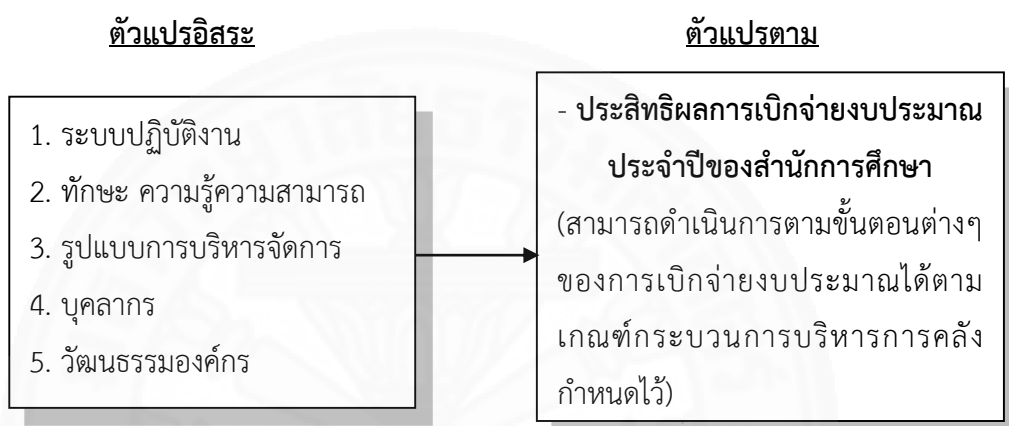 ตัวแปรอิสระ
1. ระบบปฏิบัติงาน
2. ทักษะ ความรู้ความสามารถ
3. รูปแบบการบริหารจัดการ
4. บุคลากร
5. วัฒนธรรมองค์กร
ตัวแปรตาม
- ประสิทธิผลการเบิกจ่ายงบประมาณ
ประจำปีของสำนักการศึกษา
(สามารถดำเนินการตามขั้นตอนต่างๆ
ของการเบิกจ่ายงบประมาณได้ตาม
เกณฑ์กระบวนการบริหารการคลัง
กำหนดไว้)